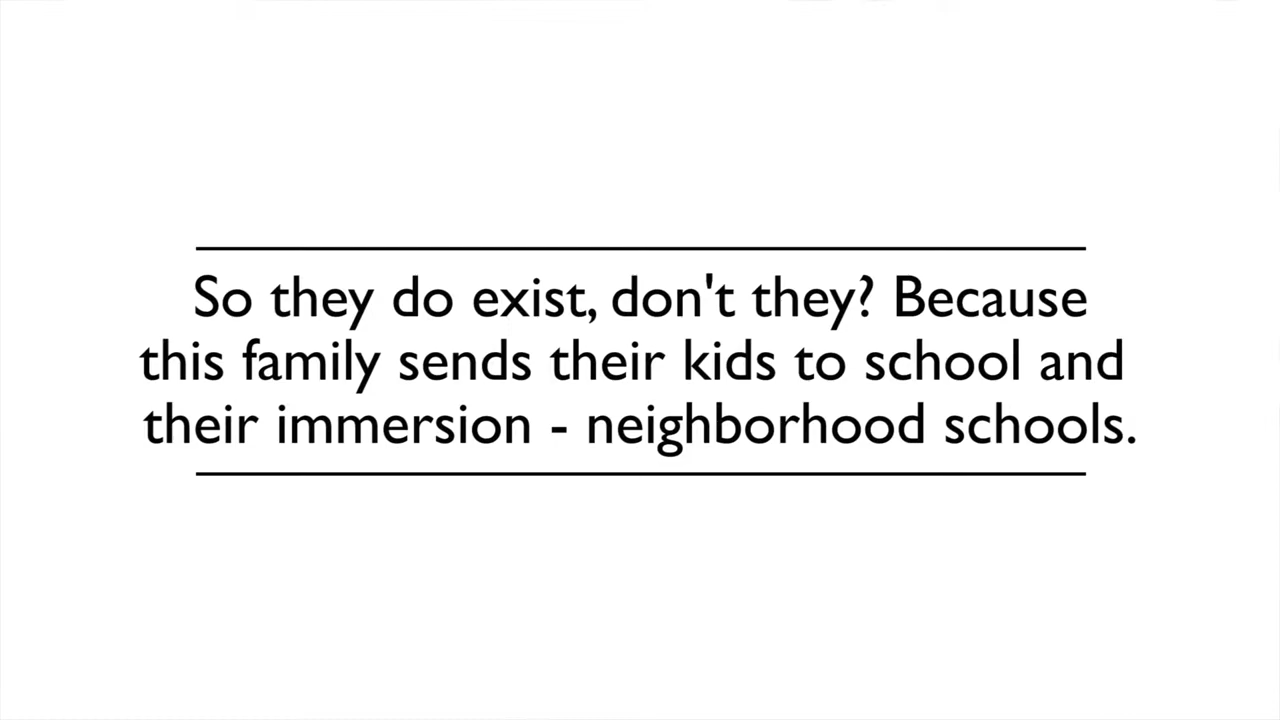 So they do exist, don't they? Because
this family sends their kids to school and
their immersion - neighborhood schools.